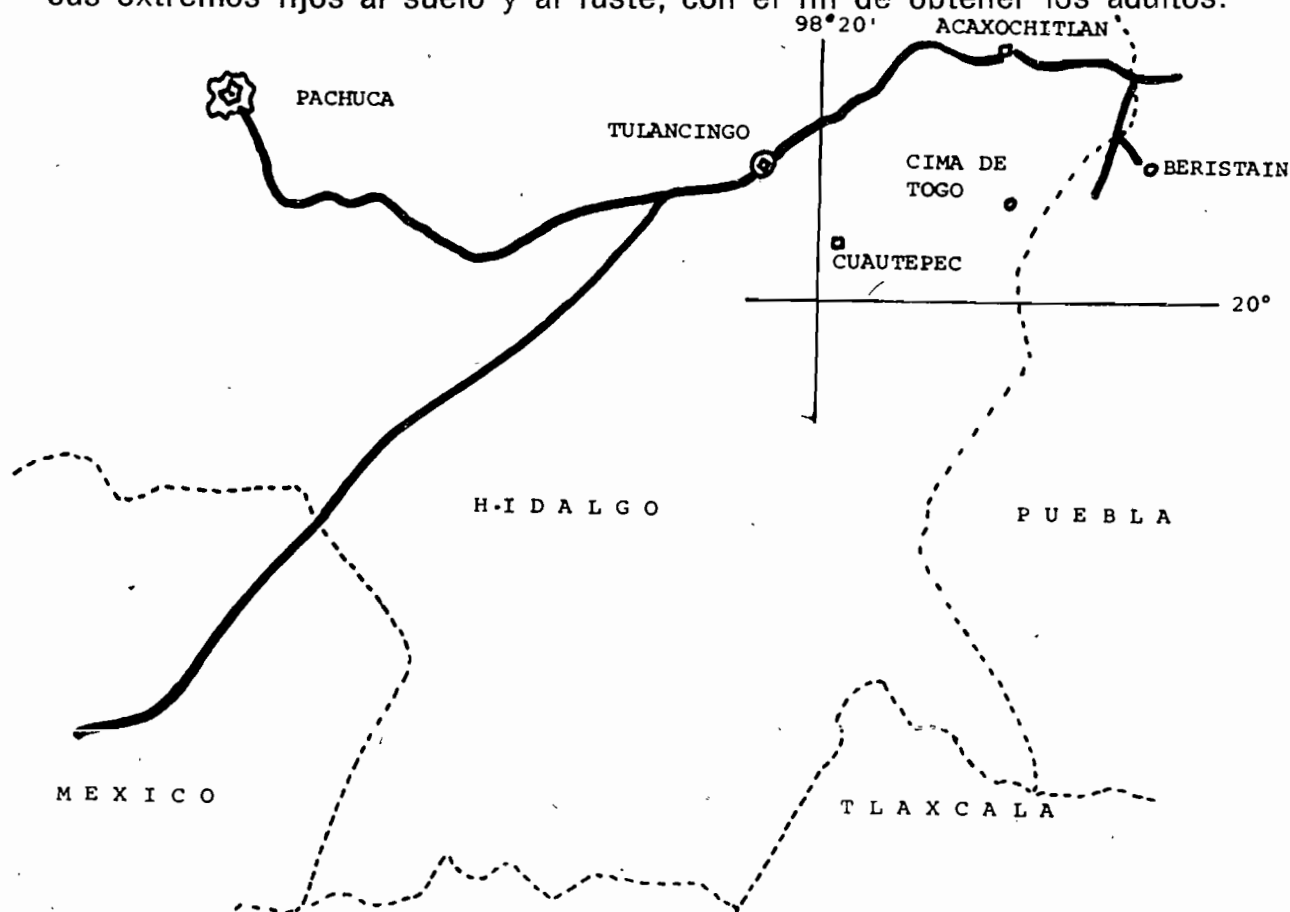 sus extremos fijos al suelo y al fuste, con el fin de obtener los adultos.
98°20'
ACAXOCHITLAN
PACHUCA
TULANCINGO
CIMA DE
TOGO
BERISTAIN
CUAUTEPEC
20°
HIDALGO
PUEBLA
MEXICO
TLAXCALA